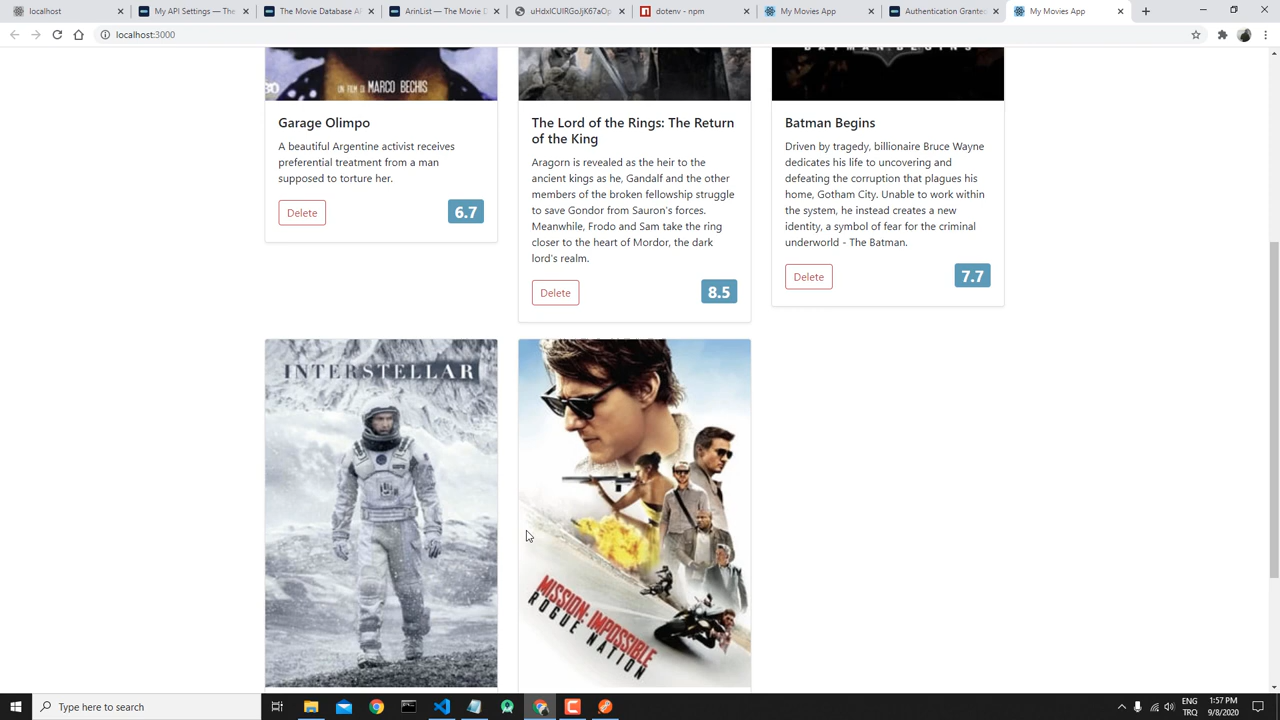 localhost
My API Settings — The
The Movie Database AP
ArinList — The Movie D
uHdxlCUIRGoJjK67aOp
dotenv - npm
My Movies App
Authentication Granted
My Movies App
localhost:3000
UN FILM DI MARCO BECHIS
BATMAN BEGINS
Garage Olimpo
A beautiful Argentine activist receives
preferential treatment from a man
supposed to torture her.
Delete
6.7
The Lord of the Rings: The Return
of the King
Aragorn is revealed as the heir to the
ancient kings as he, Gandalf and the other
members of the broken fellowship struggle
to save Gondor from Sauron's forces.
Meanwhile, Frodo and Sam take the ring
closer to the heart of Mordor, the dark
lord's realm.
Delete
8.5
Batman Begins
Driven by tragedy, billionaire Bruce Wayne
dedicates his life to uncovering and
defeating the corruption that plagues his
home, Gotham City. Unable to work within
the system, he instead creates a new
identity, a symbol of fear for the criminal
underworld - The Batman.
Delete
7.7
INTERSTELLAR
MISSION: IMPOSSIBLE
ROGUE NATION
Type here to search
ENG
TRQ
1:57 PM
9/8/2020